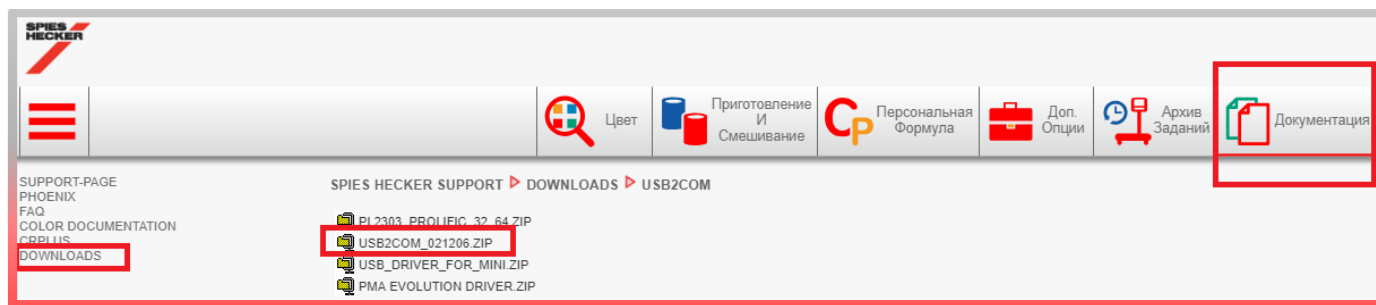 SPIES
HECKER
Цвет
Приготовление
И
Смешивание
CP
Персональная
Формула
Доп.
Опции
Архив
Заданий
Документация
SUPPORT-PAGE
PHOENIX
FAQ
COLOR DOCUMENTATION
CRPLUS
DOWNLOADS
SPIES HECKER SUPPORT DOWNLOADS USB2COM
PL2303_PROLIFIC_32_64.ZIP
USB2COM_021206.ZIP
USB_DRIVER_FOR_MINI.ZIP
PMA EVOLUTION DRIVER.ZIP